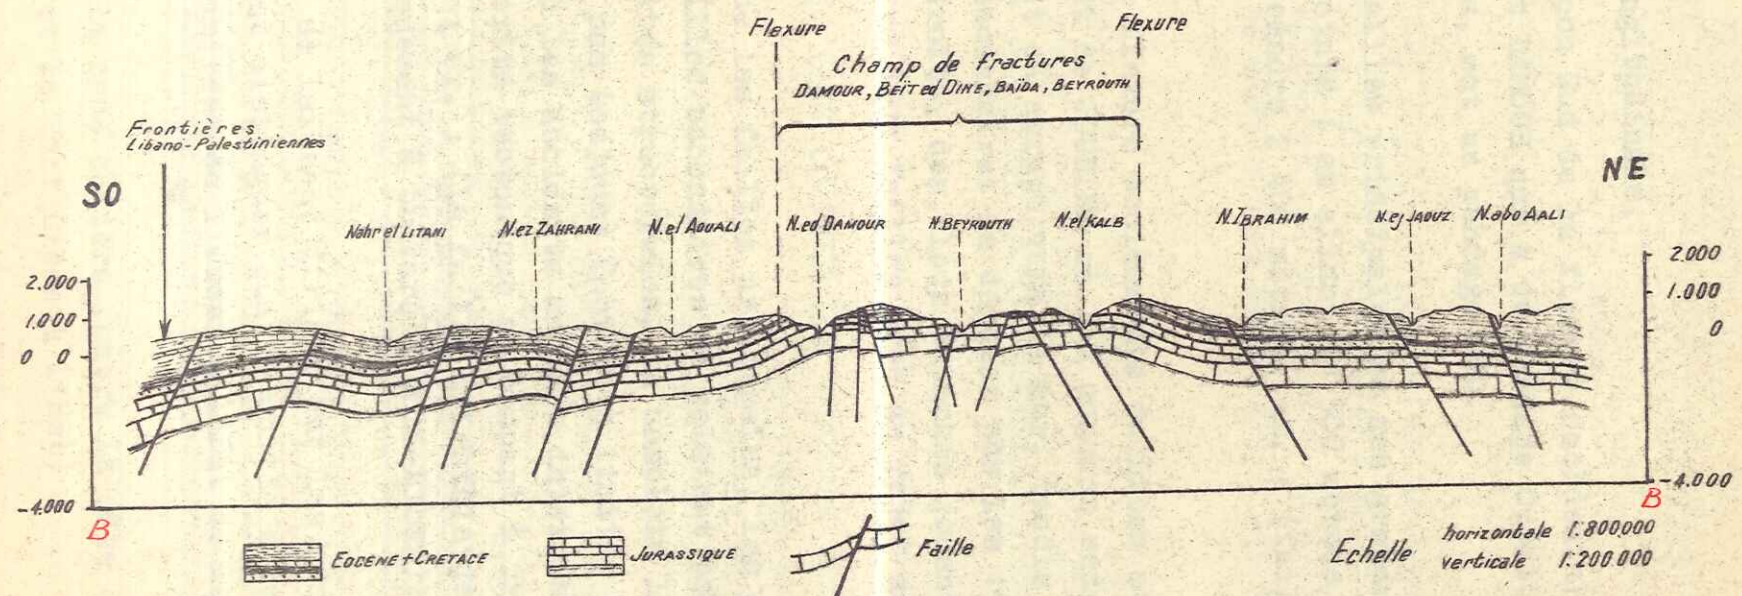 Flexure
Flexure
Champ de fractures
DAMOUR, BEÏT ed DINE, BAÏDA, BEYROUTH
Frontières
Libano-Palestiniennes
SO
NE
Nahr el LITANI
N. ez ZAHRANI
N. el AOUALI
N. ed DAMOUR
N. BEYROUTH
N. el KALB
N. IBRAHIM
N. ej JAOUZ
N. abo AALI
2.000
1.000
0 0
-4.000
2.000
1.000
0
-4.000
B
B
EOCENE + CRETACE
JURASSIQUE
Faille
Echelle
horizontale 1:800.000
verticale 1:200.000